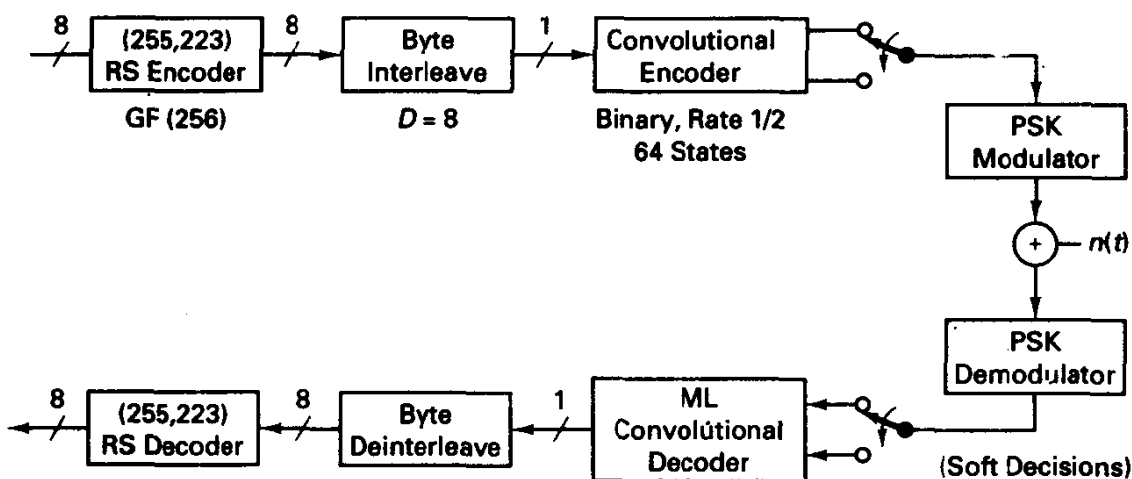 8
(255,223)
RS Encoder
GF (256)
8
Byte
Interleave
D = 8
1
Convolutional
Encoder
Binary, Rate 1/2
64 States
PSK
Modulator
+
n(t)
PSK
Demodulator
(Soft Decisions)
ML
Convolutional
Decoder
1
Byte
Deinterleave
8
(255,223)
RS Decoder
8